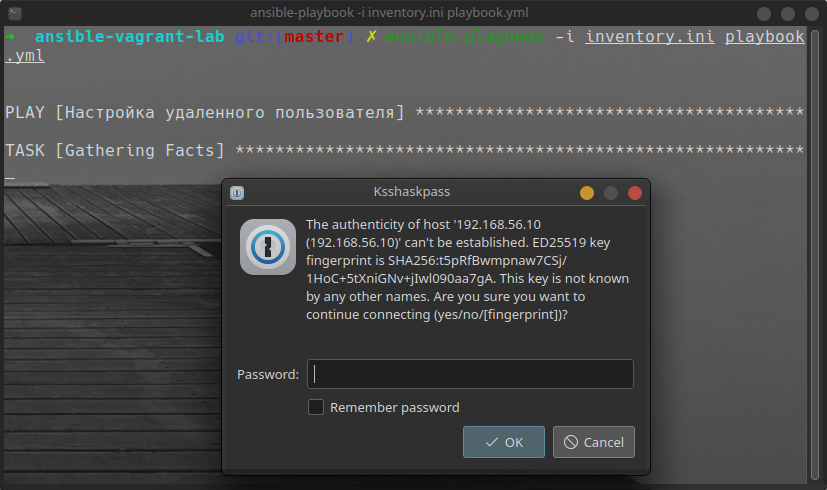 ansible-playbook -i inventory.ini playbook.yml
➜  ansible-vagrant-lab git:(master) ✗ ansible-playbook -i inventory.ini playbook
.yml
PLAY [Настройка удаленного пользователя] ***************************************
TASK [Gathering Facts] *********************************************************
Ksshaskpass
The authenticity of host '192.168.56.10
(192.168.56.10)' can't be established. ED25519 key
fingerprint is SHA256:t5pRfBwmpnaw7CSj/
1HoC+5tXniGNv+jIwl090aa7gA. This key is not known
by any other names. Are you sure you want to
continue connecting (yes/no/[fingerprint])?
Password:
Remember password
OK
Cancel